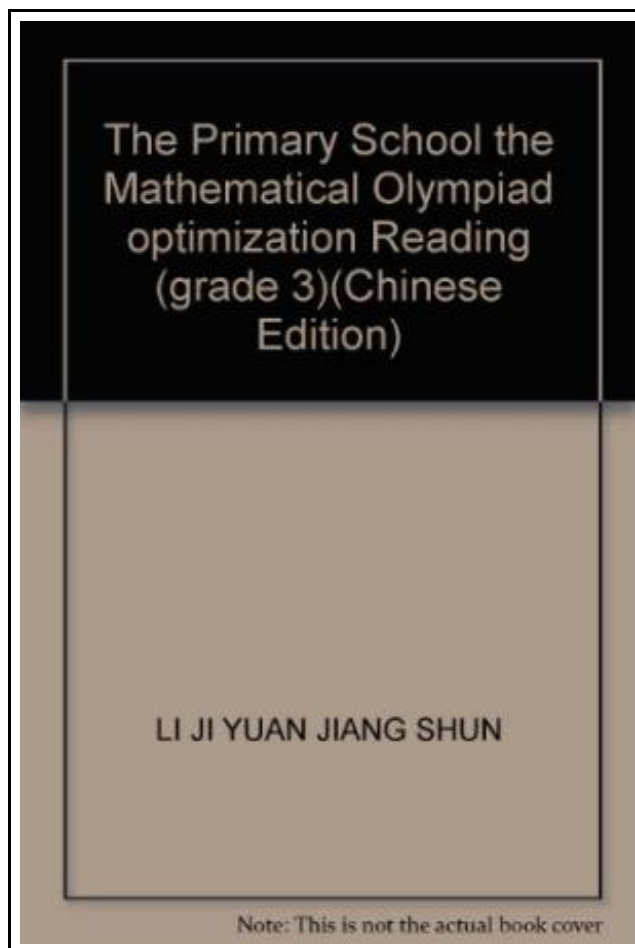 The Primary School the
Mathematical Olympiad
optimization Reading
(grade 3)(Chinese
Edition)
LI JI YUAN JIANG SHUN
Note: This is not the actual book cover